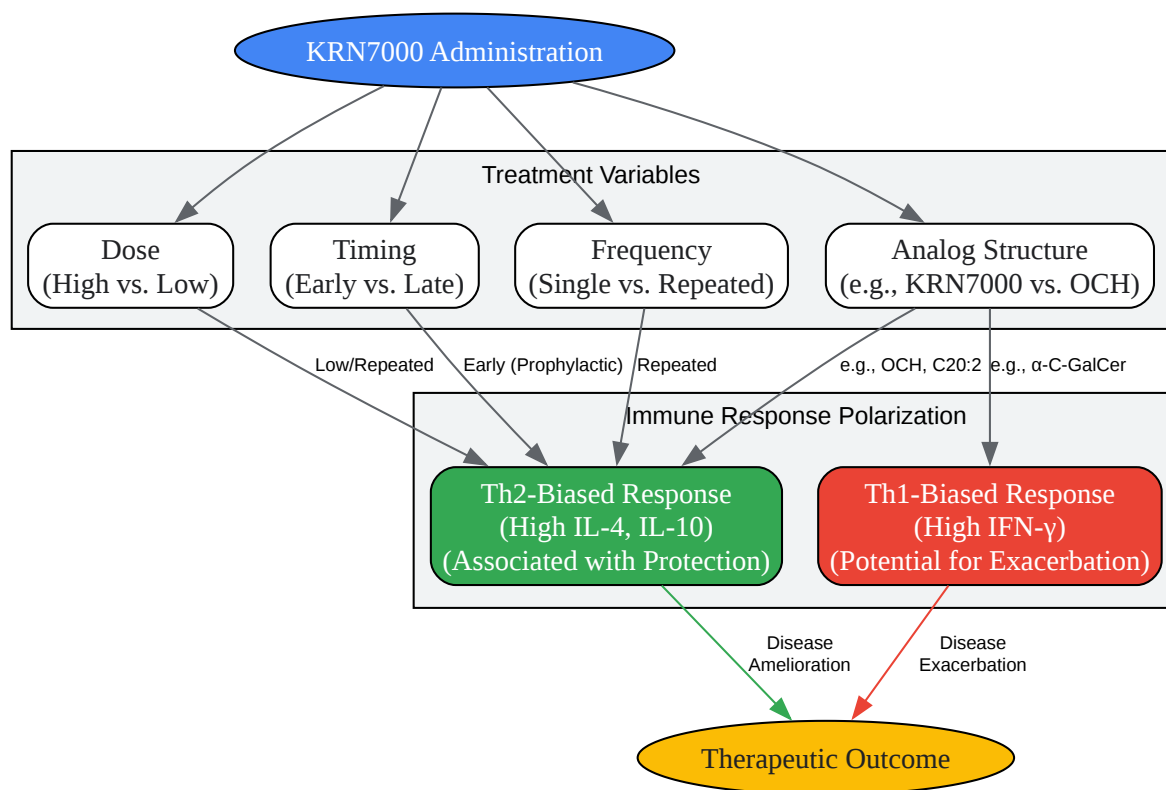 KRN7000 Administration
Treatment Variables
Dose
(High vs. Low)
Timing
(Early vs. Late)
Frequency
(Single vs. Repeated)
Analog Structure
(e.g., KRN7000 vs. OCH)
Low/Repeated
Early (Prophylactic)
Repeated
e.g., OCH, C20:2
e.g., α-C-GalCer
Immune Response Polarization
Th2-Biased Response
(High IL-4, IL-10)
(Associated with Protection)
Th1-Biased Response
(High IFN-γ)
(Potential for Exacerbation)
Disease
Amelioration
Disease
Exacerbation
Therapeutic Outcome